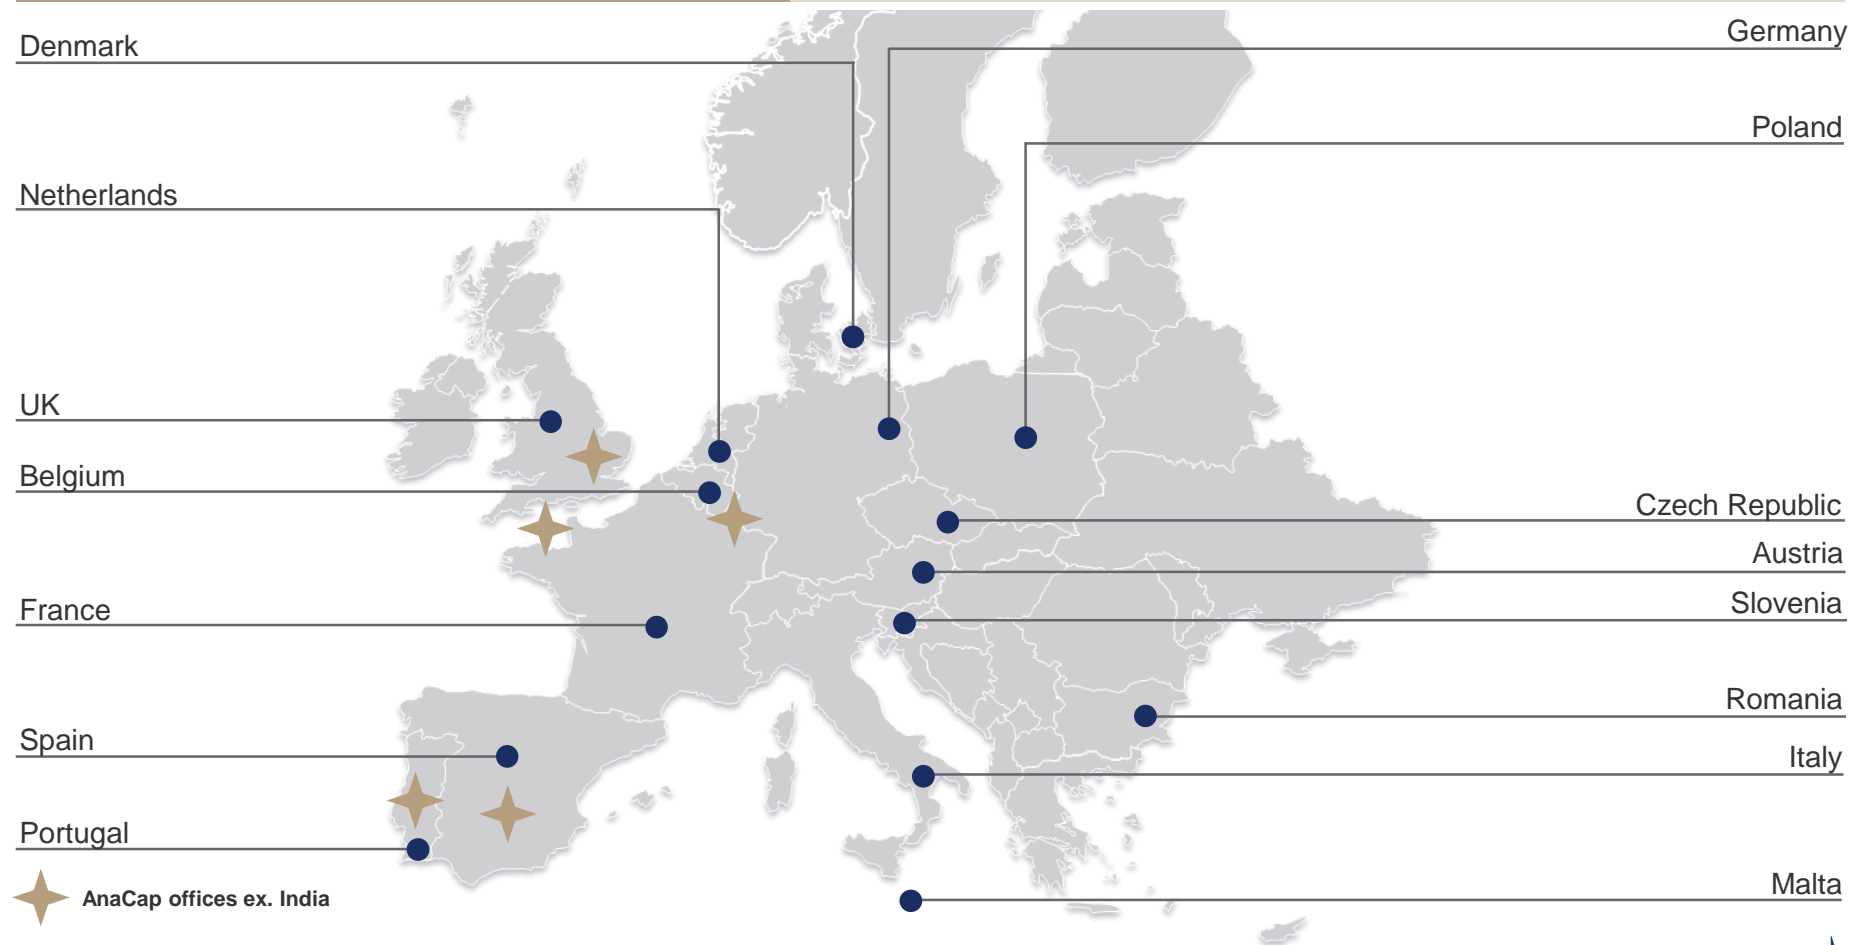 Denmark
Netherlands
UK
Belgium
France
Spain
Portugal
AnaCap offices ex. India
Germany
Poland
Czech Republic
Austria
Slovenia
Romania
Italy
Malta